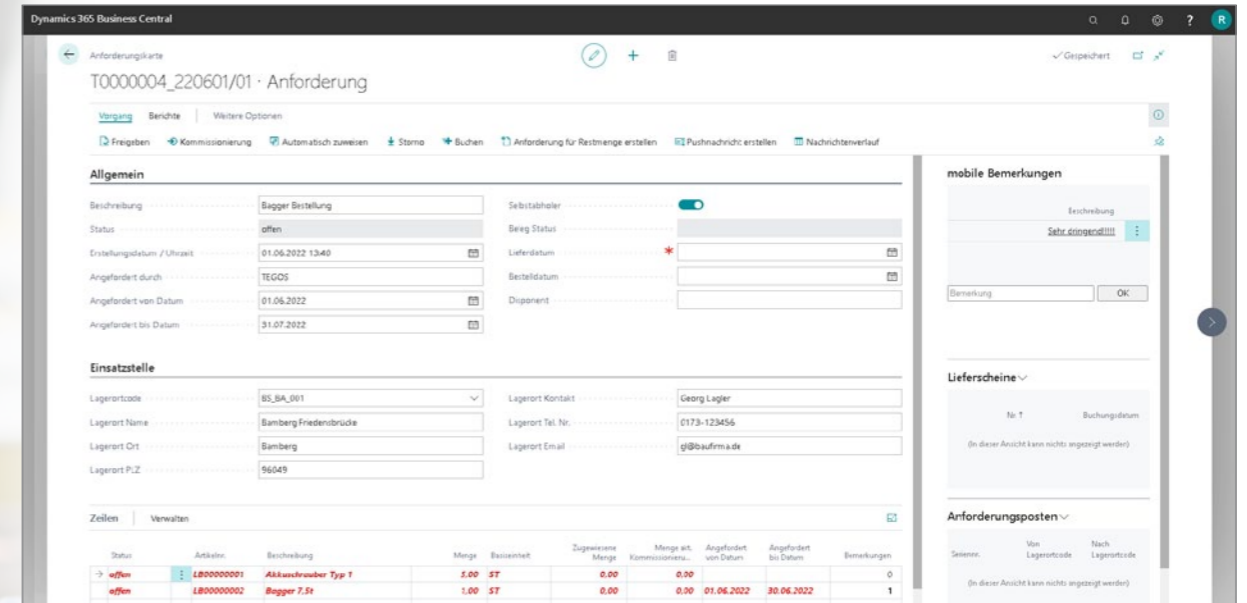 Dynamics 365 Business Central
? R
Anforderungskarte
Gespeichert
T0000004_220601/01 · Anforderung
Vorgang Berichte Weitere Optionen
Freigeben Kommissionierung Automatisch zuweisen Storno Buchen Anforderung für Restmenge erstellen Pushnachricht erstellen Nachrichtenverlauf
Allgemein
Beschreibung Bagger Bestellung
Status offen
Erstellungsdatum / Uhrzeit 01.06.2022 13:40
Angefordert durch TEGOS
Angefordert von Datum 01.06.2022
Angefordert bis Datum 31.07.2022
Selbstabholer
Beleg Status
Lieferdatum *
Bestelldatum
Disponent
Einsatzstelle
Lagerortcode BS_BA_001
Lagerort Name Bamberg Friedensbrücke
Lagerort Ort Bamberg
Lagerort PLZ 96049
Lagerort Kontakt Georg Lagler
Lagerort Tel. Nr. 0173-123456
Lagerort Email gl@baufirma.de
Zeilen Verwalten
Status Artikelnr. Beschreibung Menge Basiseinheit Zugewiesene Menge Menge akt. Kommissionieru... Angefordert von Datum Angefordert bis Datum Bemerkungen
offen LB00000001 Akkuschrauber Typ 1 5,00 ST 0,00 0,00 0
offen LB00000002 Bagger 7,5t 1,00 ST 0,00 0,00 01.06.2022 30.06.2022 1
mobile Bemerkungen
Beschreibung
Sehr dringend!!!!!
Bemerkung OK
Lieferscheine
Nr. ↑ Buchungsdatum
(In dieser Ansicht kann nichts angezeigt werden)
Anforderungsposten
Seriennr. Von Lagerortcode Nach Lagerortcode
(In dieser Ansicht kann nichts angezeigt werden)